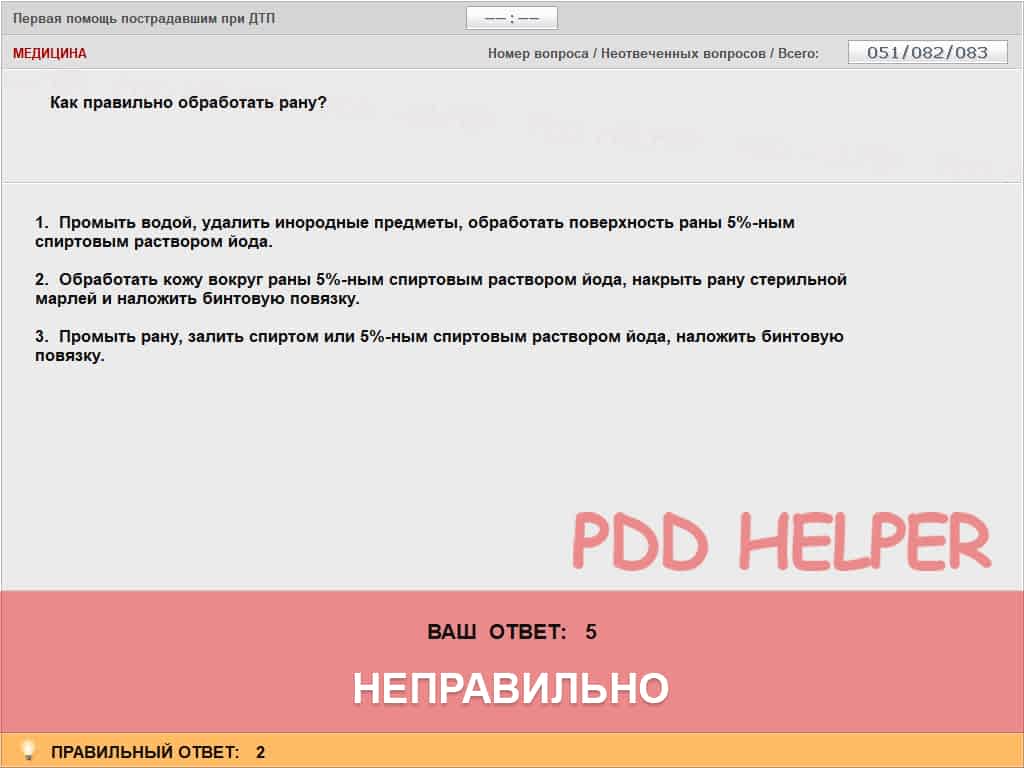 Первая помощь пострадавшим при ДТП
––:––
МЕДИЦИНА
Номер вопроса / Неотвеченных вопросов / Всего:
051/082/083
Как правильно обработать рану?
1. Промыть водой, удалить инородные предметы, обработать поверхность раны 5%-ным
спиртовым раствором йода.
2. Обработать кожу вокруг раны 5%-ным спиртовым раствором йода, накрыть рану стерильной
марлей и наложить бинтовую повязку.
3. Промыть рану, залить спиртом или 5%-ным спиртовым раствором йода, наложить бинтовую
повязку.
PDD HELPER
ВАШ ОТВЕТ: 5
НЕПРАВИЛЬНО
ПРАВИЛЬНЫЙ ОТВЕТ: 2